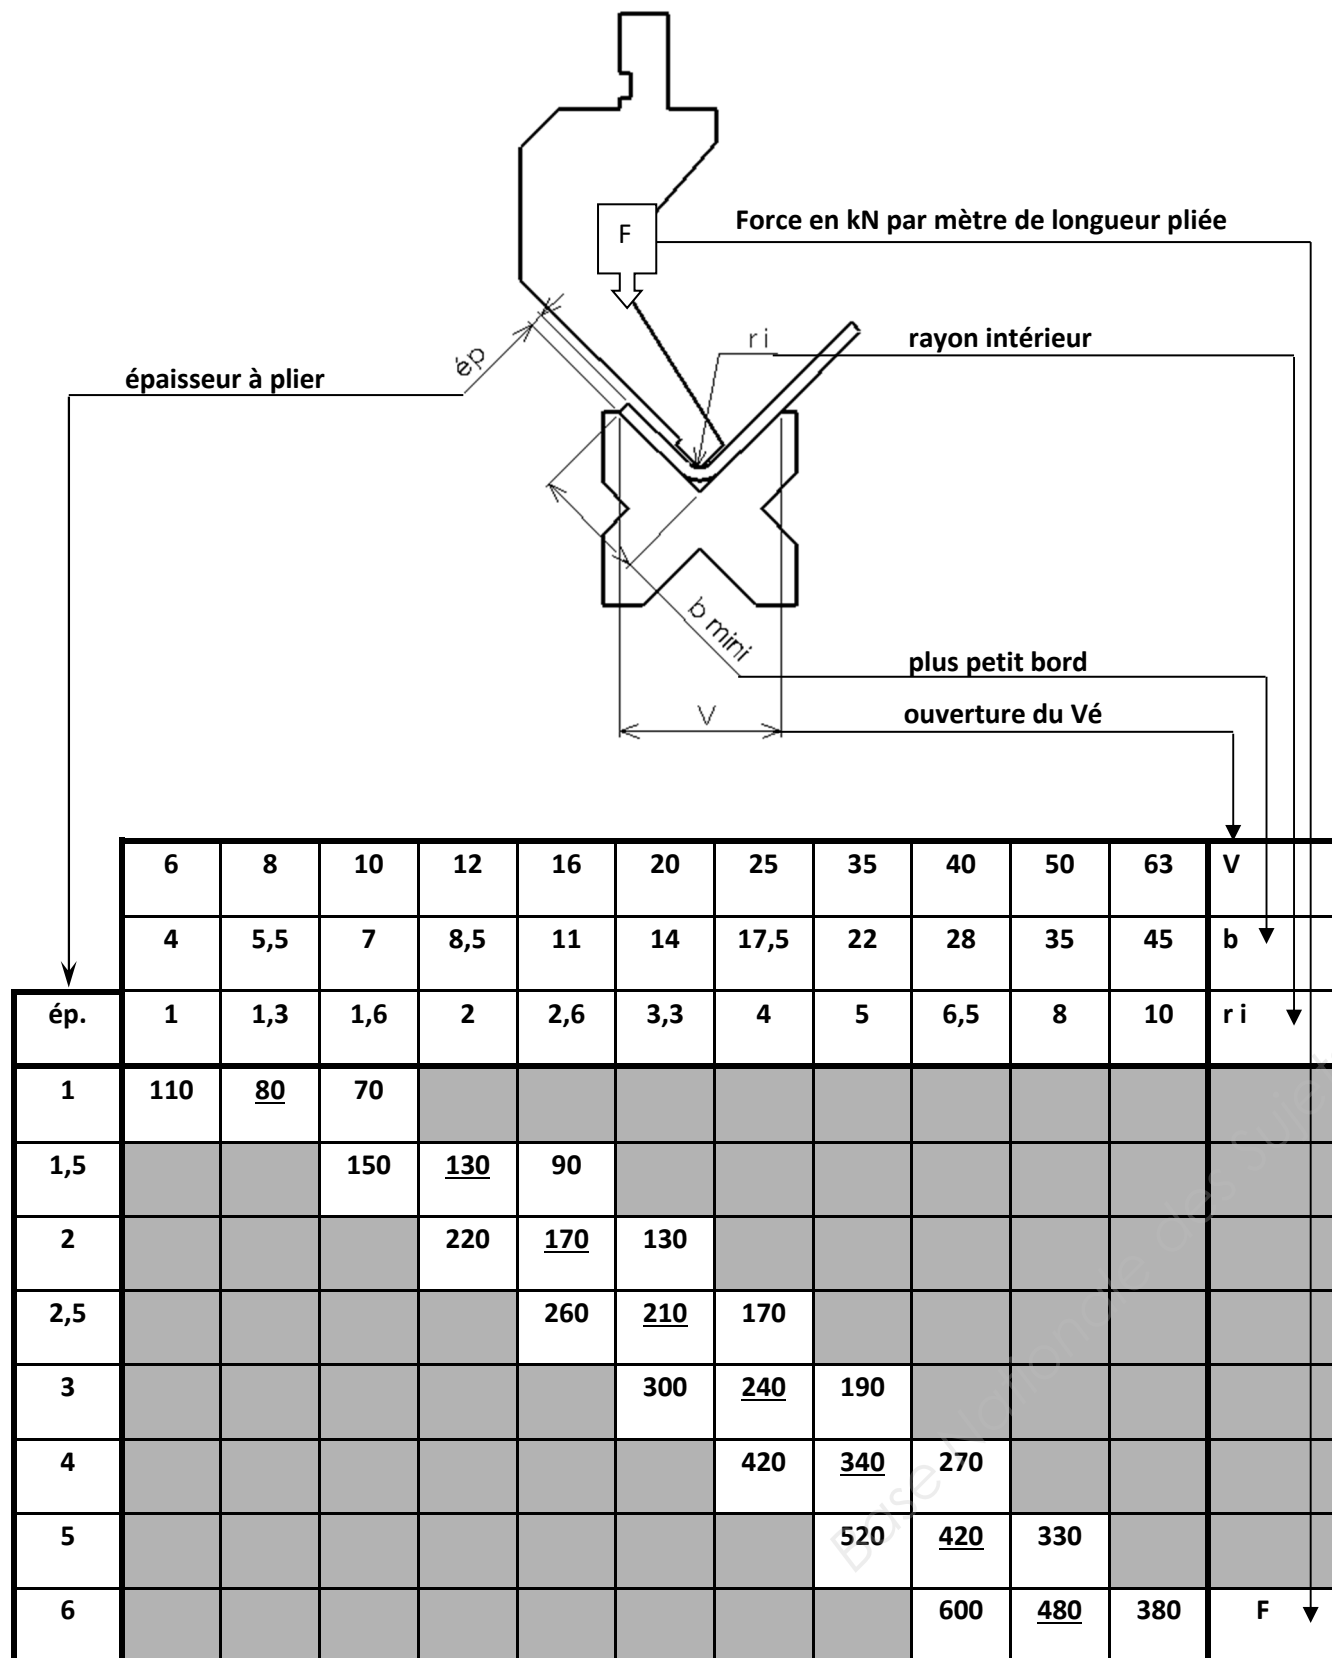 F
Force en kN par mètre de longueur pliée
r i
rayon intérieur
ép
épaisseur à plier
b mini
plus petit bord
V
ouverture du Vé
6 8 10 12 16 20 25 35 40 50 63 V
4 5,5 7 8,5 11 14 17,5 22 28 35 45 b
ép. 1 1,3 1,6 2 2,6 3,3 4 5 6,5 8 10 r i
1 110 80 70
1,5 150 130 90
2 220 170 130
2,5 260 210 170
3 300 240 190
4 420 340 270
5 520 420 330
6 600 480 380 F
Base Nationale des Sujet